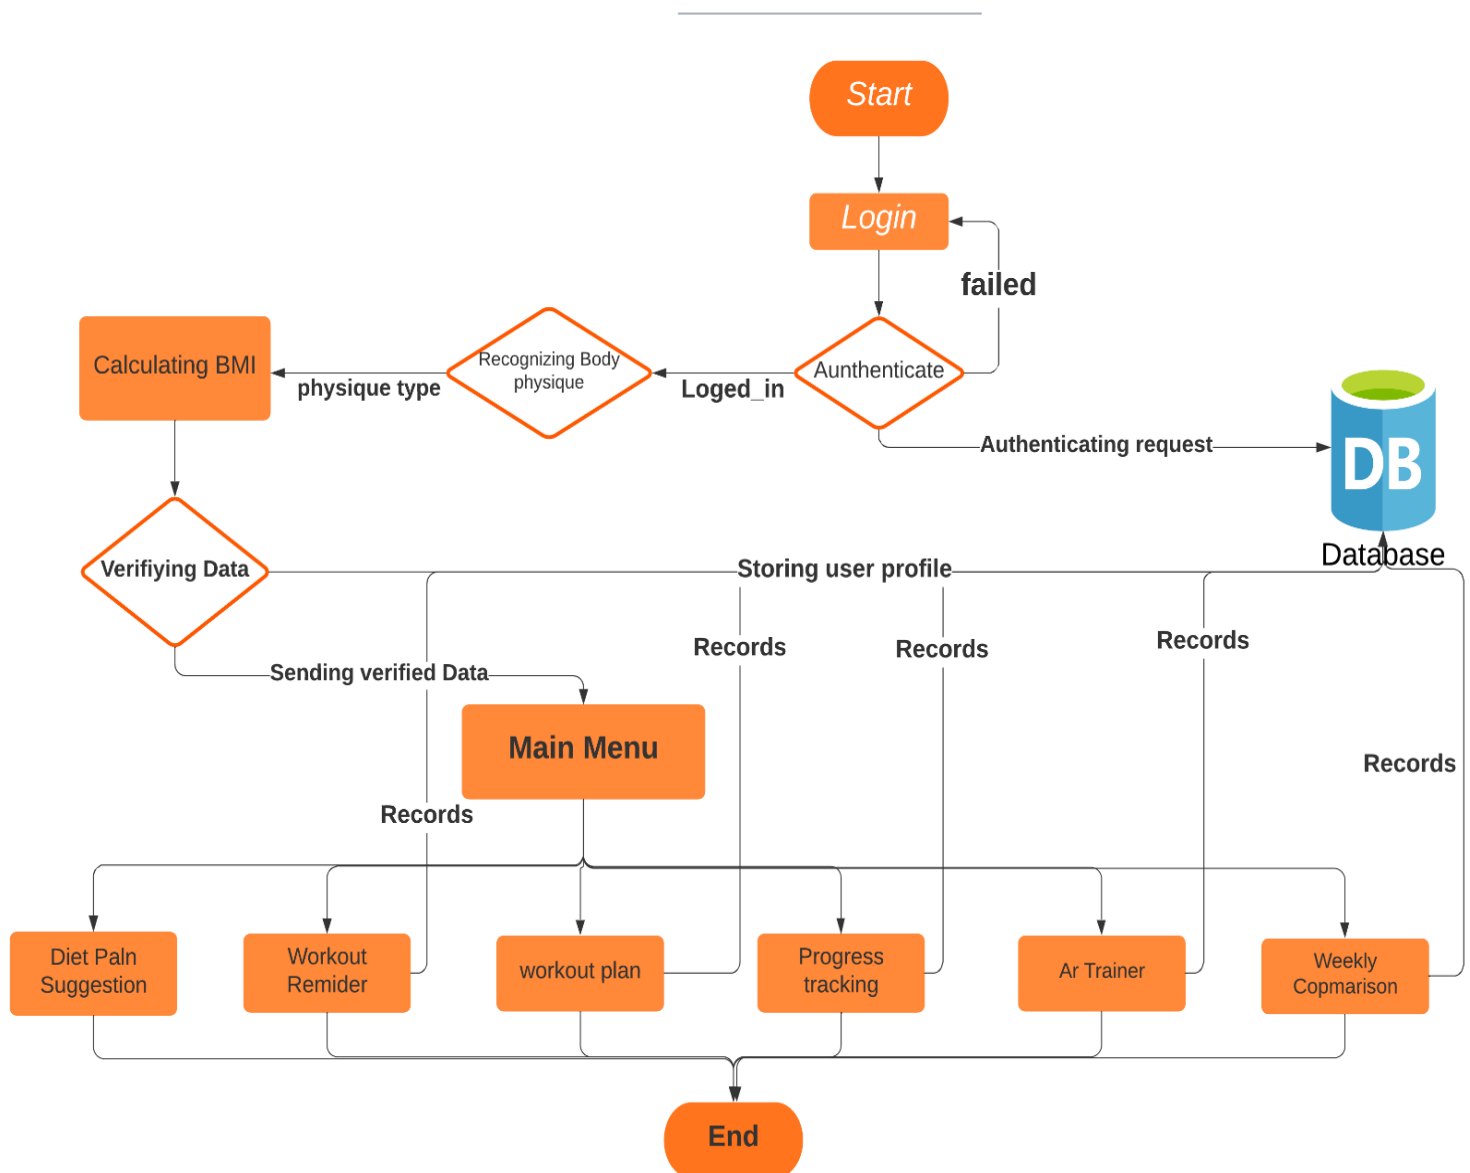 Start
Login
failed
Aunthenticate
Loged_in
Recognizing Body
physique
physique type
Calculating BMI
Authenticating request
DB
Database
Verifiying Data
Storing user profile
Sending verified Data
Records
Records
Records
Records
Records
Main Menu
Diet Paln
Suggestion
Workout
Remider
workout plan
Progress
tracking
Ar Trainer
Weekly
Copmarison
End